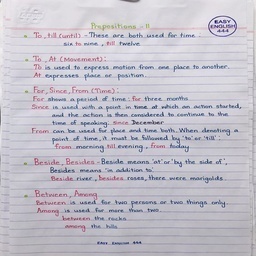 Prepositions - II
EASY
ENGLISH
444
To, till (until) - These are both used for time.
six to nine, till twelve
To, At (Movement):
To is used to express motion from one place to another.
At expresses place or position.
For, Since, From (Time):
For shows a period of time: for three months
Since is used with a point in time at which an action started,
and the action is then considered to continue to the
time of speaking: since December
From can be used for place and time both. When denoting a
point of time, it must be followed by 'to' or 'till'.
from morning till evening, from today
Beside, Besides - Beside means 'at' or 'by the side of',
Besides means 'in addition to'.
Beside river, besides roses, there were marigolds
Between, Among
Between is used for two persons or two things only.
Among is used for more than two.
between the rocks
among the hills
EASY ENGLISH 444